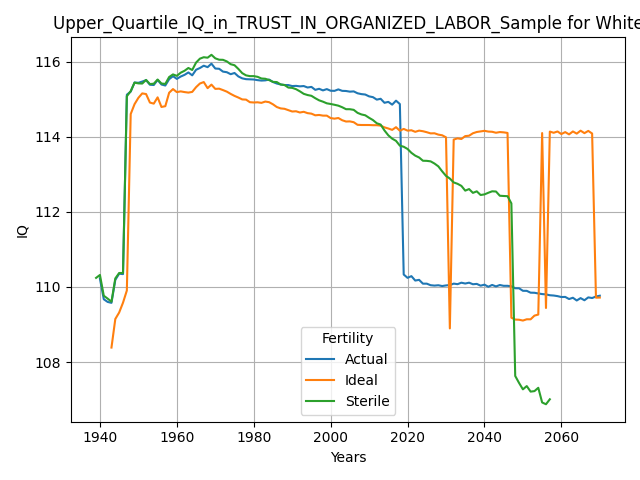 Upper_Quartile_IQ_in_TRUST_IN_ORGANIZED_LABOR_Sample for White
116
114
112
110
108
IQ
Fertility
Actual
Ideal
Sterile
1940 1960 1980 2000 2020 2040 2060
Years